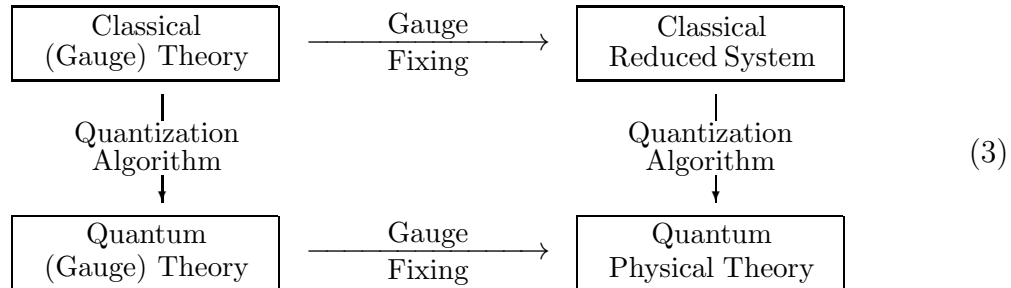 Classical
(Gauge) Theory
Gauge
Fixing
Classical
Reduced System
Quantization
Algorithm
Quantization
Algorithm
(3)
Quantum
(Gauge) Theory
Gauge
Fixing
Quantum
Physical Theory